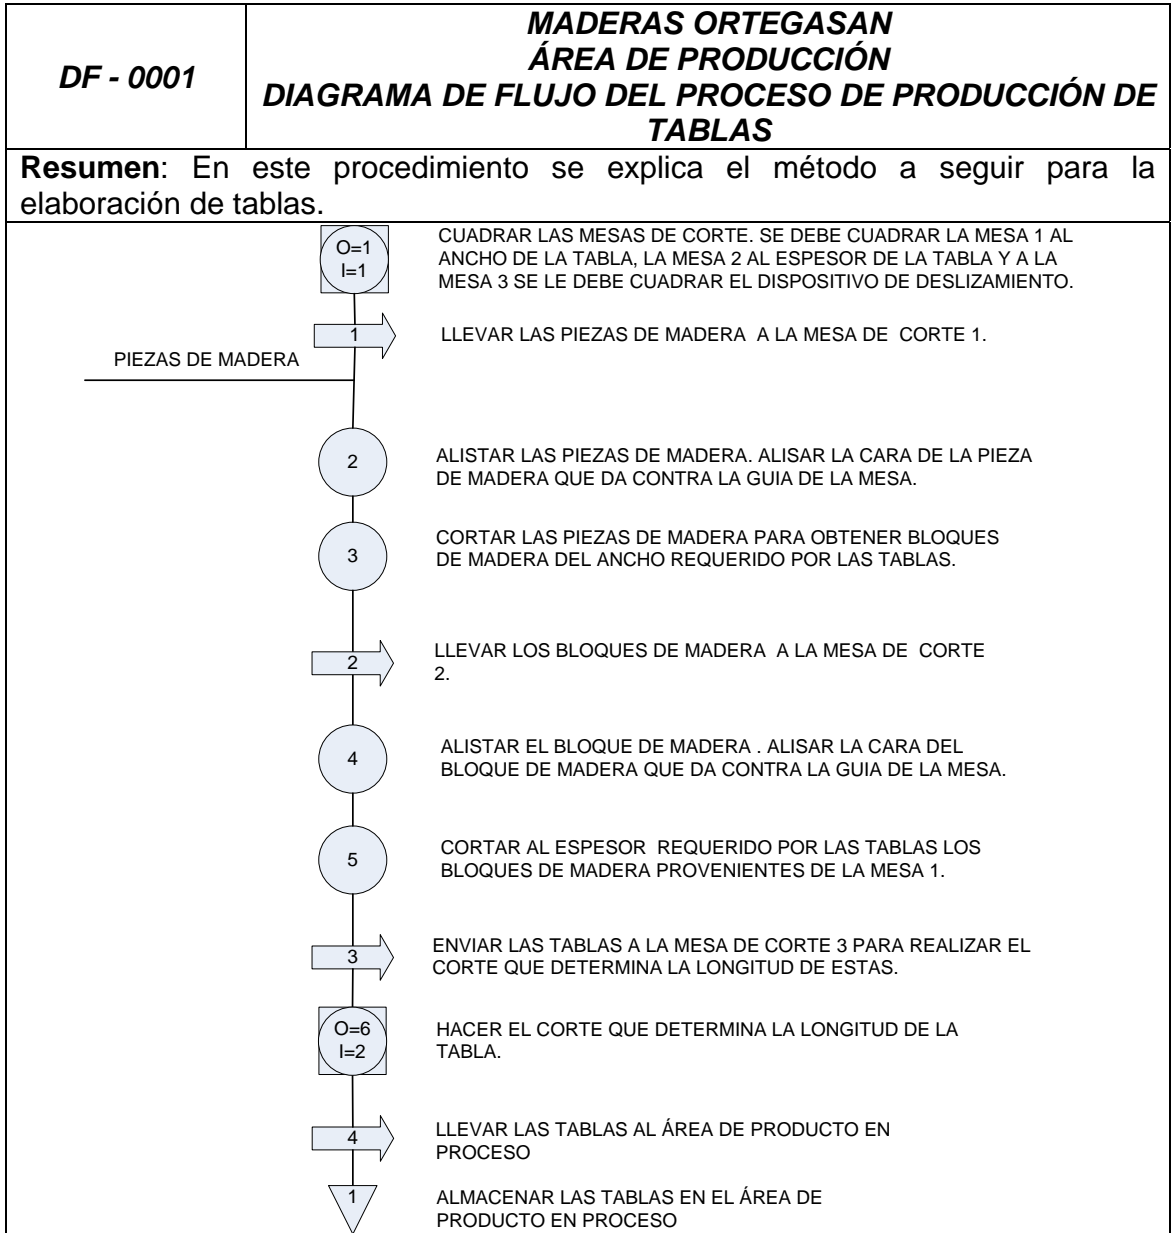 DF - 0001
MADERAS ORTEGASAN
ÁREA DE PRODUCCIÓN
DIAGRAMA DE FLUJO DEL PROCESO DE PRODUCCIÓN DE
TABLAS
Resumen: En este procedimiento se explica el método a seguir para la
elaboración de tablas.
O=1
I=1
CUADRAR LAS MESAS DE CORTE. SE DEBE CUADRAR LA MESA 1 AL
ANCHO DE LA TABLA, LA MESA 2 AL ESPESOR DE LA TABLA Y A LA
MESA 3 SE LE DEBE CUADRAR EL DISPOSITIVO DE DESLIZAMIENTO.
1
LLEVAR LAS PIEZAS DE MADERA A LA MESA DE CORTE 1.
PIEZAS DE MADERA
2
ALISTAR LAS PIEZAS DE MADERA. ALISAR LA CARA DE LA PIEZA
DE MADERA QUE DA CONTRA LA GUIA DE LA MESA.
3
CORTAR LAS PIEZAS DE MADERA PARA OBTENER BLOQUES
DE MADERA DEL ANCHO REQUERIDO POR LAS TABLAS.
2
LLEVAR LOS BLOQUES DE MADERA A LA MESA DE CORTE
2.
4
ALISTAR EL BLOQUE DE MADERA . ALISAR LA CARA DEL
BLOQUE DE MADERA QUE DA CONTRA LA GUIA DE LA MESA.
5
CORTAR AL ESPESOR REQUERIDO POR LAS TABLAS LOS
BLOQUES DE MADERA PROVENIENTES DE LA MESA 1.
3
ENVIAR LAS TABLAS A LA MESA DE CORTE 3 PARA REALIZAR EL
CORTE QUE DETERMINA LA LONGITUD DE ESTAS.
O=6
I=2
HACER EL CORTE QUE DETERMINA LA LONGITUD DE LA
TABLA.
4
LLEVAR LAS TABLAS AL ÁREA DE PRODUCTO EN
PROCESO
1
ALMACENAR LAS TABLAS EN EL ÁREA DE
PRODUCTO EN PROCESO